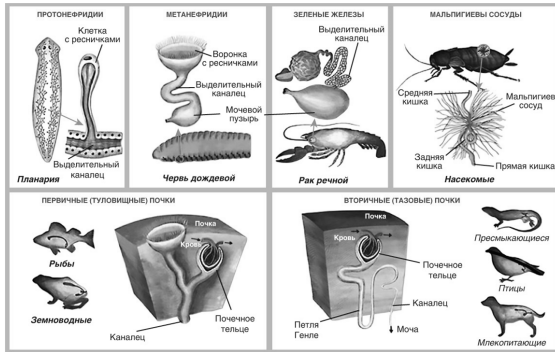 ПРОТОНЕФРИДИИ
Клетка
с ресничками
Выделительный
каналец
Планария
МЕТАНЕФРИДИИ
Воронка
с ресничками
Выделительный
каналец
Мочевой
пузырь
Червь дождевой
ЗЕЛЕНЫЕ ЖЕЛЕЗЫ
Выделительный
каналец
Рак речной
МАЛЬПИГИЕВЫ СОСУДЫ
Средняя
кишка
Мальпигиев
сосуд
Задняя
кишка
Прямая кишка
Насекомые
ПЕРВИЧНЫЕ (ТУЛОВИЩНЫЕ) ПОЧКИ
Рыбы
Земноводные
Почка
Кровь
Каналец
Почечное
тельце
ВТОРИЧНЫЕ (ТАЗОВЫЕ) ПОЧКИ
Почка
Кровь
Почечное
тельце
Каналец
Петля
Генле
Моча
Пресмыкающиеся
Птицы
Млекопитающие